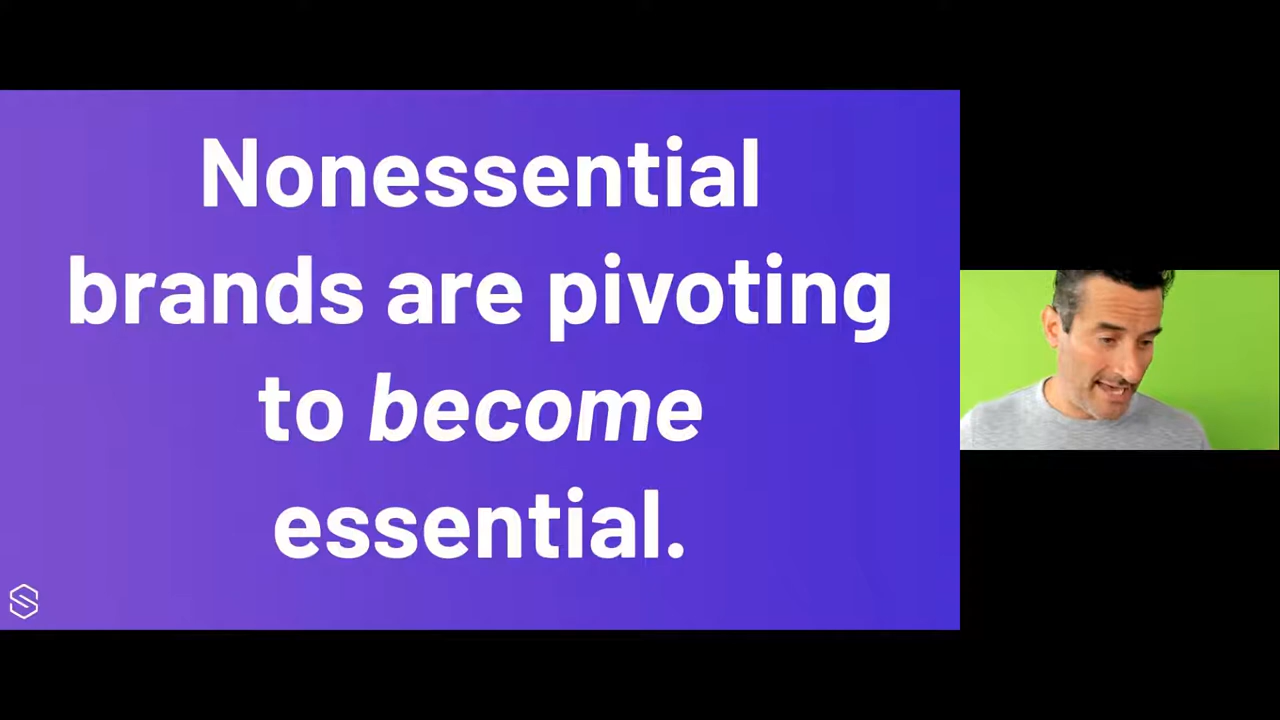 Nonessential
brands are pivoting
to become
essential.